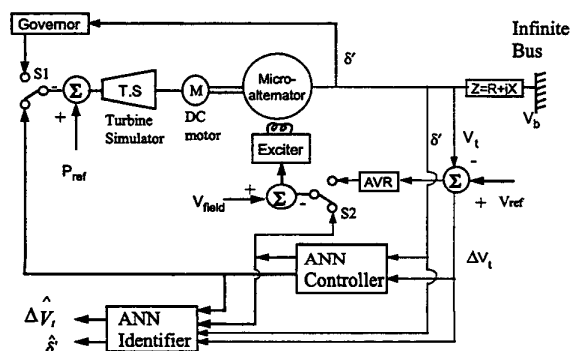 Governor
δ'
Infinite
Bus
S1
T.S
M
Micro-
alternator
Z=R+jX
Σ
+
-
Turbine
Simulator
DC
motor
V_b
P_ref
Exciter
δ'
V_t
V_field
+
Σ
-
S2
AVR
Σ
-
+
V_ref
ΔV_t
ANN
Controller
ΔV̂_t
δ̂'
ANN
Identifier